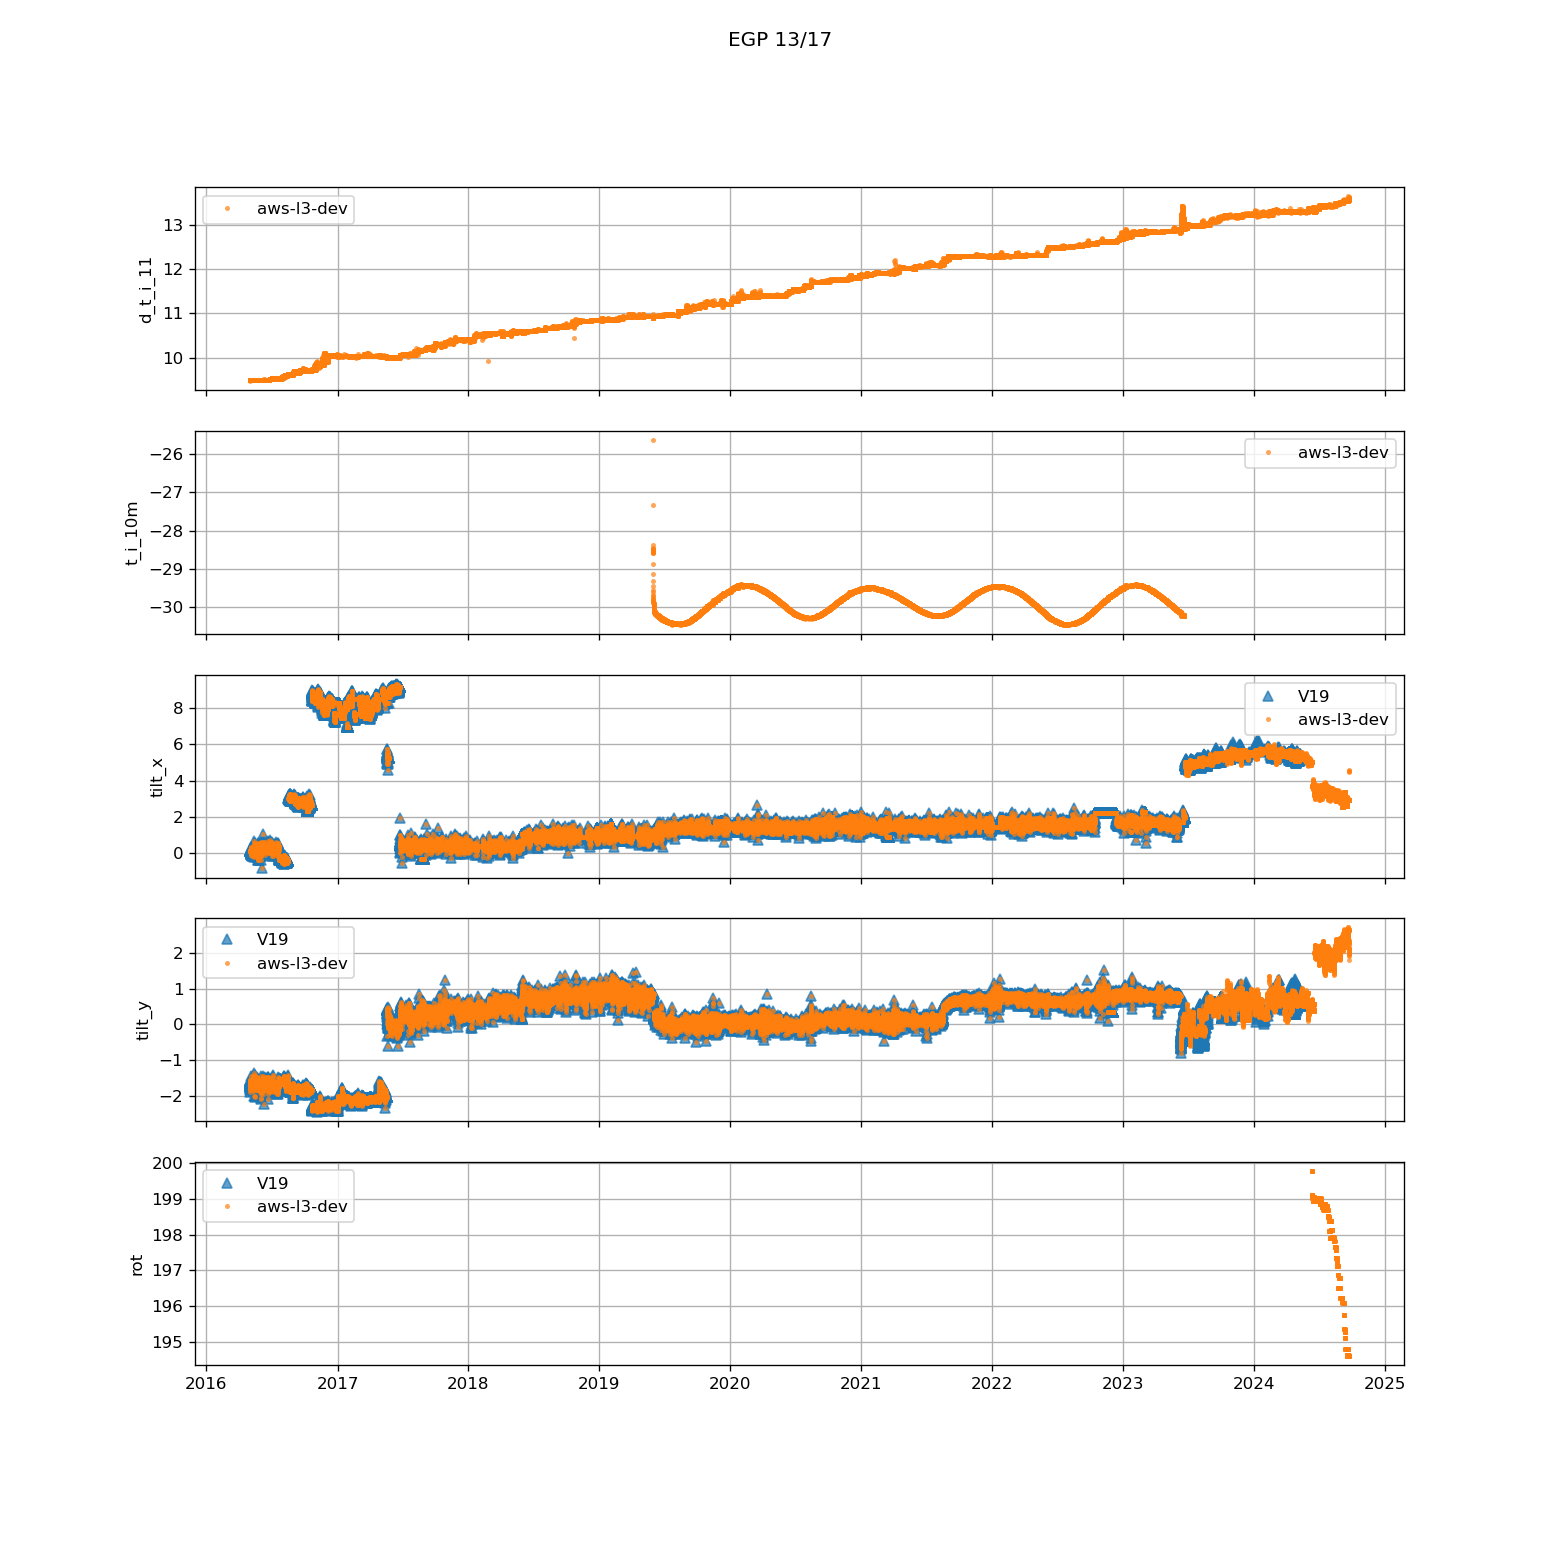 EGP 13/17
aws-l3-dev
13
12
11
10
d_t_i_11
aws-l3-dev
−26
−27
−28
−29
−30
t_i_10m
V19
aws-l3-dev
8
6
4
2
0
tilt_x
V19
aws-l3-dev
2
1
0
−1
−2
tilt_y
V19
aws-l3-dev
200
199
198
197
196
195
rot
2016 2017 2018 2019 2020 2021 2022 2023 2024 2025